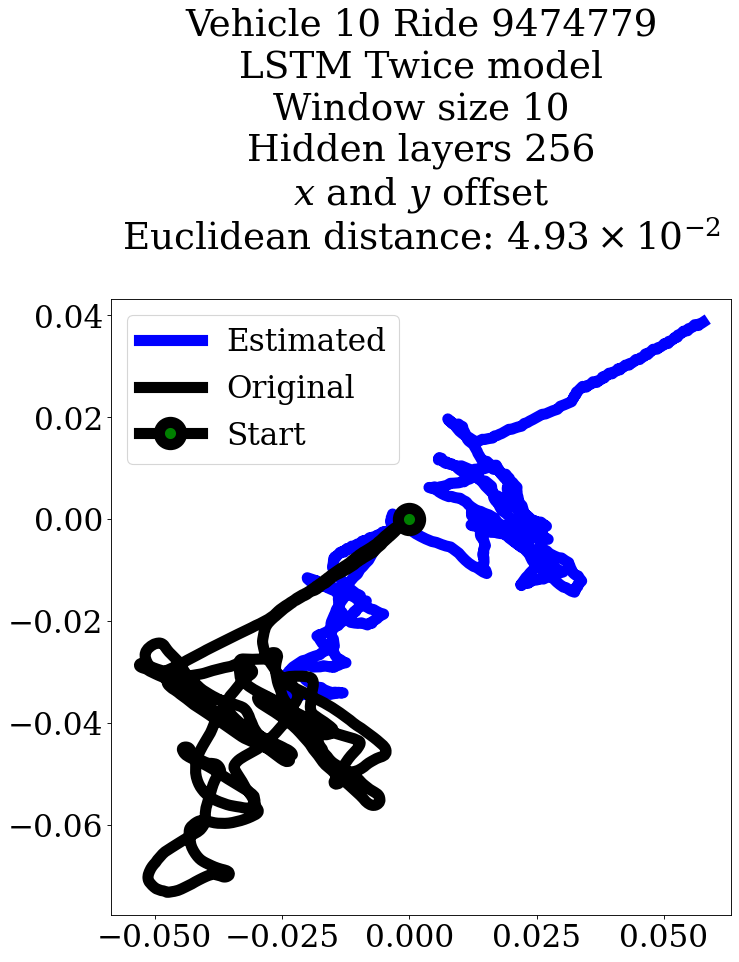 Vehicle 10 Ride 9474779
LSTM Twice model
Window size 10
Hidden layers 256
x and y offset
Euclidean distance: 4.93 × 10⁻²
Estimated
Original
Start
0.04
0.02
0.00
−0.02
−0.04
−0.06
−0.050 −0.025 0.000 0.025 0.050